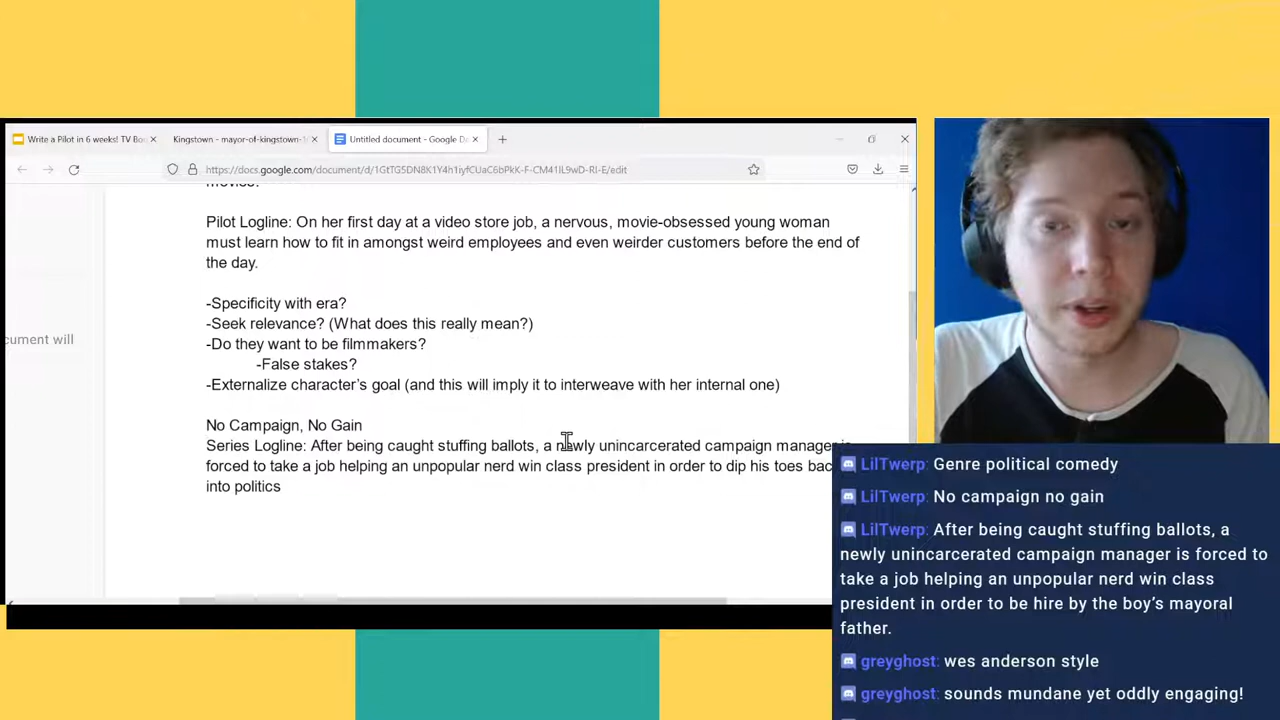 Write a Pilot in 6 weeks! TV Bo
Kingstown - mayor-of-kingstown-1
Untitled document - Google D
https://docs.google.com/document/d/1GtTG5DN8K1Y4h1iyfCUaC6bPkK-F-CM41lL9wD-RI-E/edit
movies.
Pilot Logline: On her first day at a video store job, a nervous, movie-obsessed young woman
must learn how to fit in amongst weird employees and even weirder customers before the end of
the day.
-Specificity with era?
-Seek relevance? (What does this really mean?)
cument will
-Do they want to be filmmakers?
-False stakes?
-Externalize character's goal (and this will imply it to interweave with her internal one)
No Campaign, No Gain
Series Logline: After being caught stuffing ballots, a newly unincarcerated campaign manager is
forced to take a job helping an unpopular nerd win class president in order to dip his toes bac
into politics
LilTwerp: Genre political comedy
LilTwerp: No campaign no gain
LilTwerp: After being caught stuffing ballots, a
newly unincarcerated campaign manager is forced to
take a job helping an unpopular nerd win class
president in order to be hire by the boy's mayoral
father.
greyghost: wes anderson style
greyghost: sounds mundane yet oddly engaging!